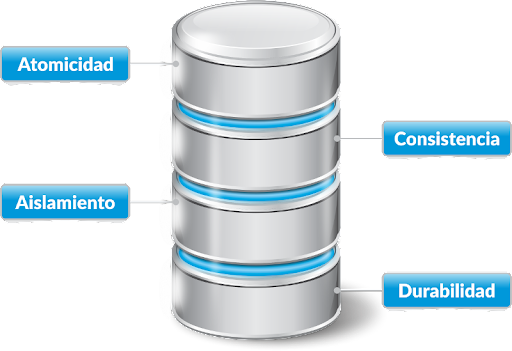 Atomicidad
Consistencia
Aislamiento
Durabilidad